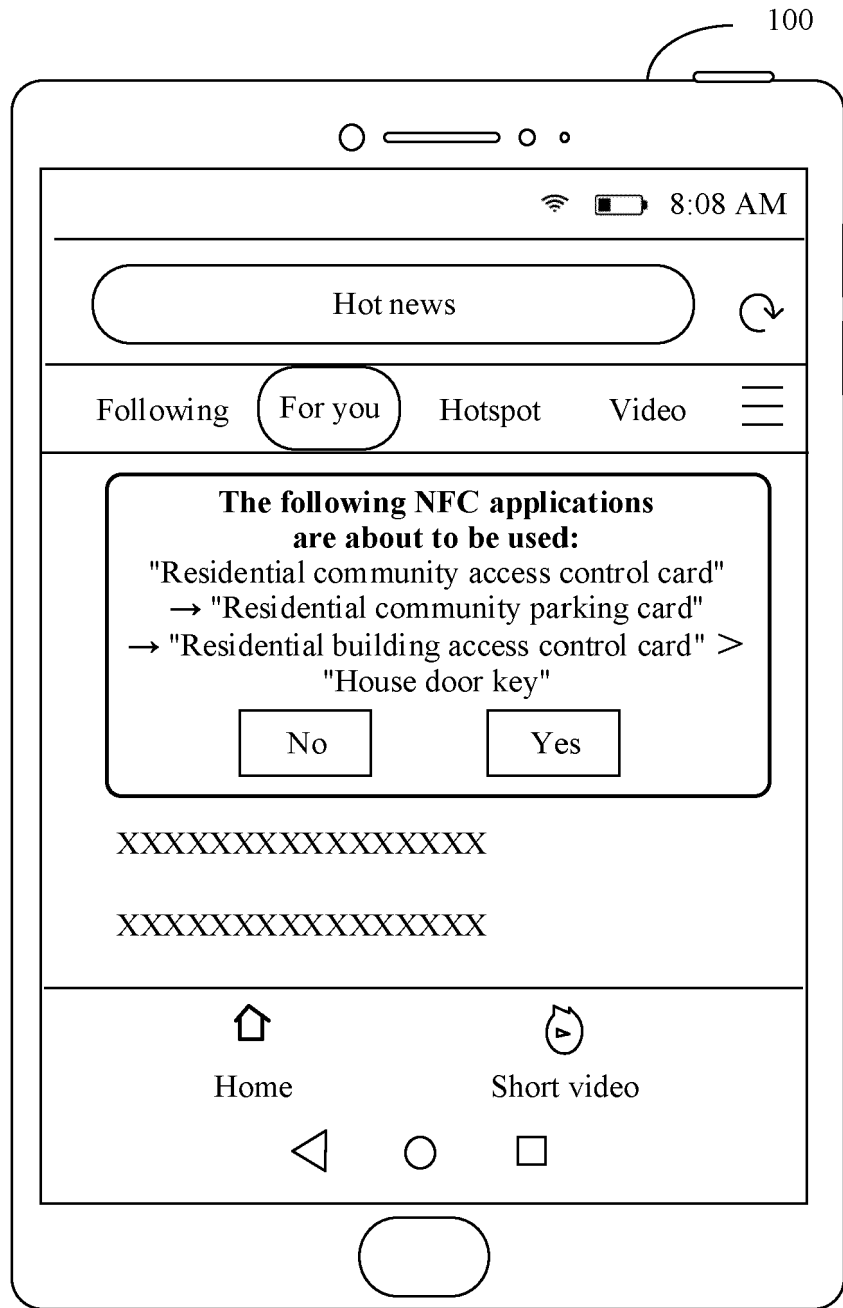 100
8:08 AM
Hot news
Following For you Hotspot Video
The following NFC applications
are about to be used:
"Residential community access control card"
→ "Residential community parking card"
→ "Residential building access control card" >
"House door key"
No Yes
XXXXXXXXXXXXXXXX
XXXXXXXXXXXXXXXX
Home Short video